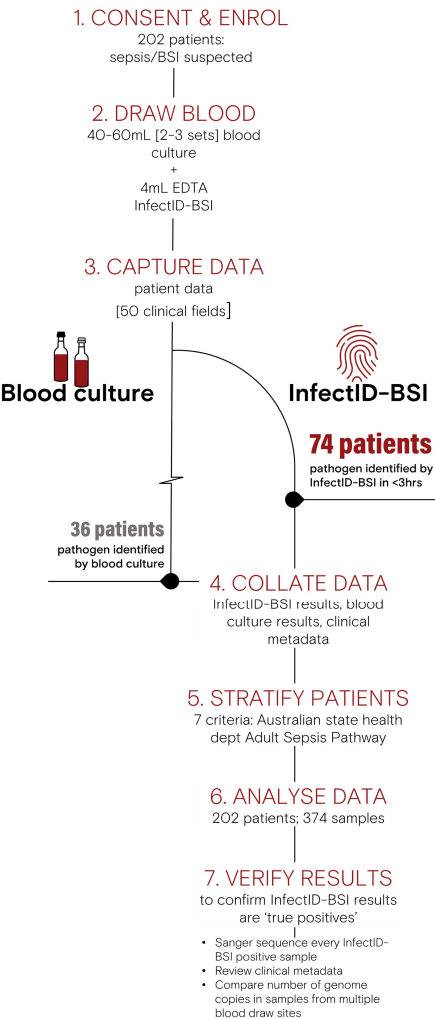 1. CONSENT & ENROL
202 patients:
sepsis/BSI suspected
2. DRAW BLOOD
40-60mL [2-3 sets] blood
culture
+
4mL EDTA
InfectID-BSI
3. CAPTURE DATA
patient data
[50 clinical fields]
Blood culture
InfectID-BSI
74 patients
pathogen identified by
InfectID-BSI in <3hrs
36 patients
pathogen identified
by blood culture
4. COLLATE DATA
InfectID-BSI results, blood
culture results, clinical
metadata
5. STRATIFY PATIENTS
7 criteria: Australian state health
dept Adult Sepsis Pathway
6. ANALYSE DATA
202 patients; 374 samples
7. VERIFY RESULTS
to confirm InfectID-BSI results
are ‘true positives’
• Sanger sequence every InfectID-
BSI positive sample
• Review clinical metadata
• Compare number of genome
copies in samples from multiple
blood draw sites